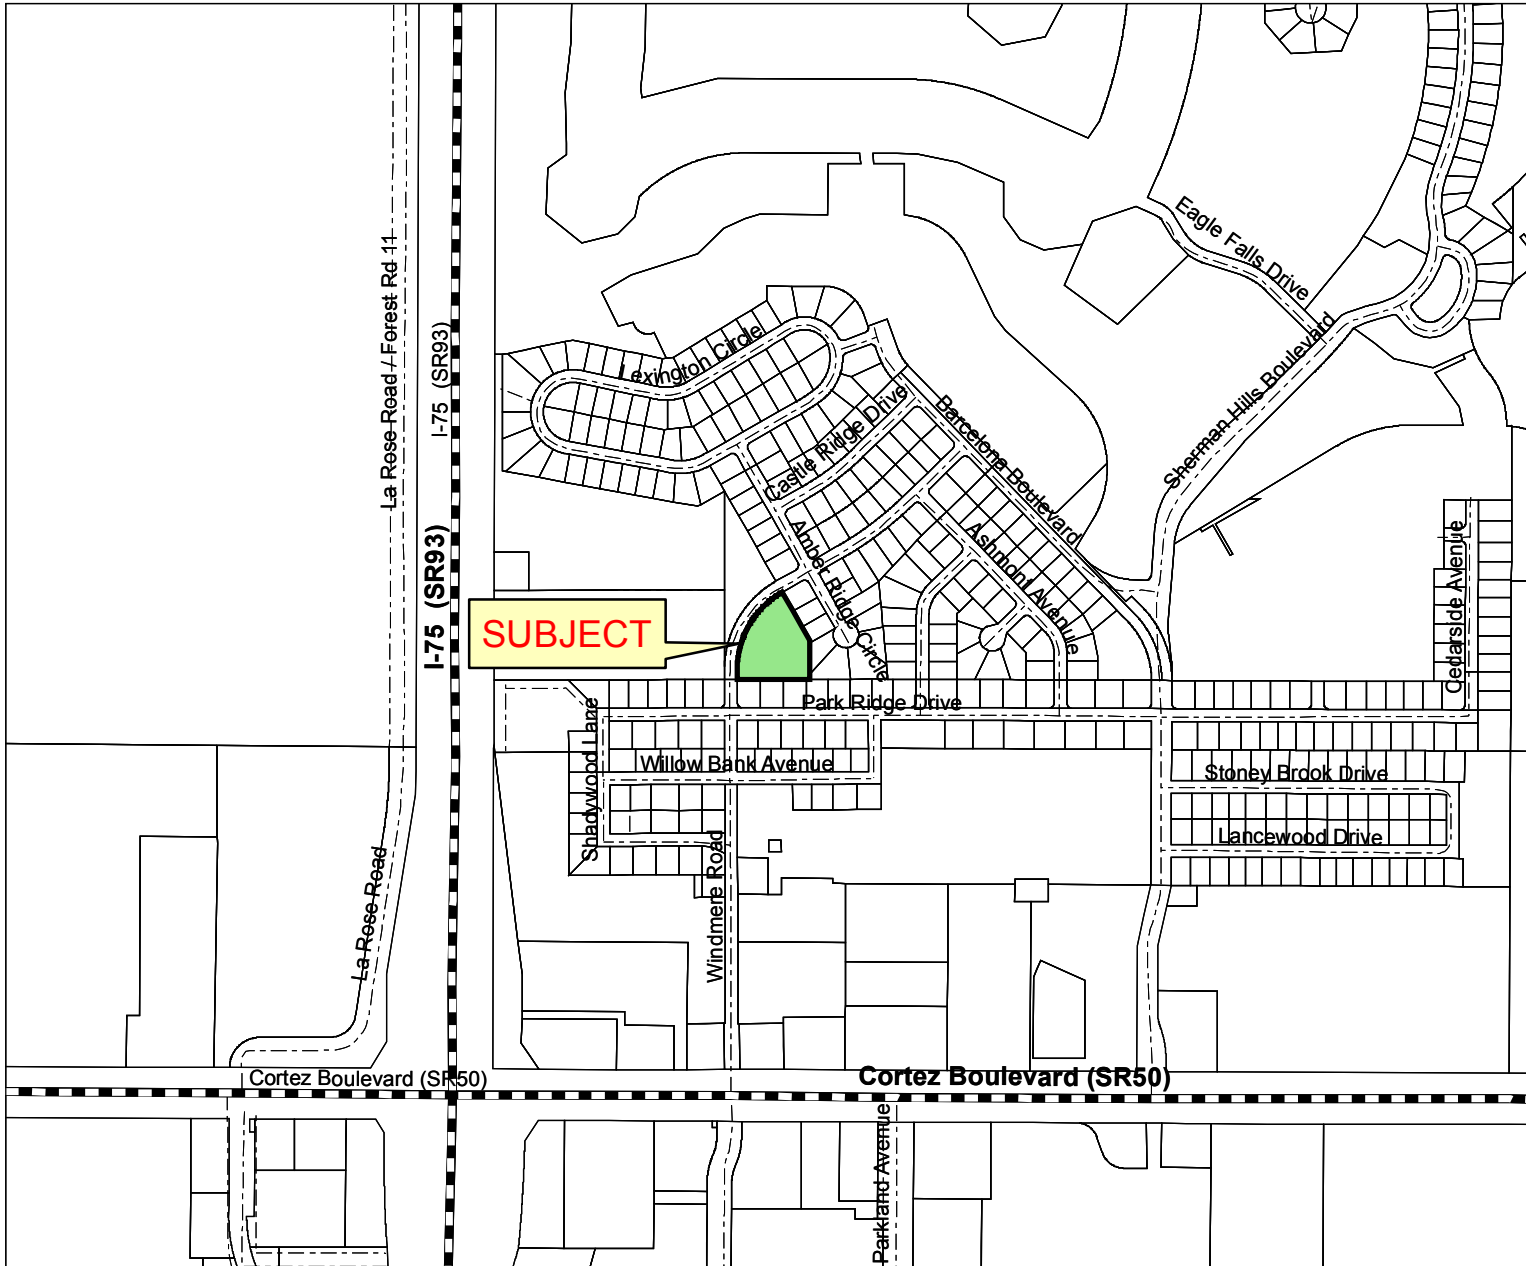 Eagle Falls Drive
La Rose Road / Forest Rd 11
I-75 (SR93)
Lexington Circle
Sherman Hills Boulevard
Castle Ridge Drive
Barcelona Boulevard
Amber Ridge Circle
Ashmont Avenue
I-75 (SR93)
SUBJECT
Cedarside Avenue
Park Ridge Drive
Shadywood Lane
Willow Bank Avenue
Stoney Brook Drive
Lancewood Drive
La Rose Road
Windmere Road
Cortez Boulevard (SR50)
Cortez Boulevard (SR50)
Parkland Avenue